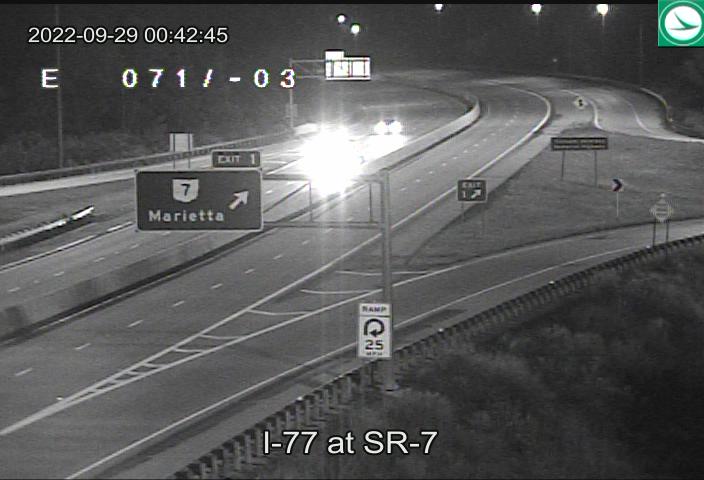 2022-09-29 00:42:45
E 071/-03
EXIT 1
7
Marietta
EXIT
1
RAMP
25
MPH
I-77 at SR-7